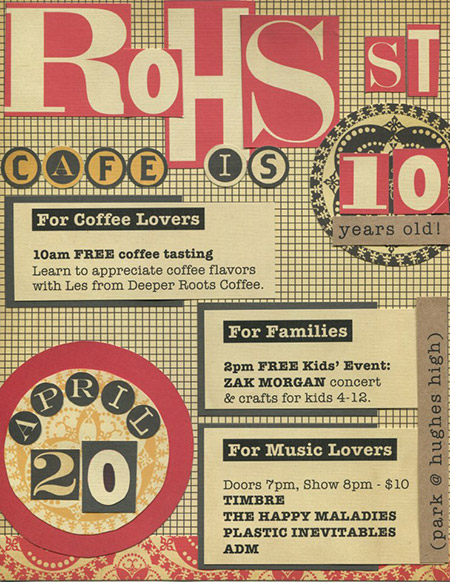 ROHS ST
CAFE IS 10
years old!
For Coffee Lovers
10am FREE coffee tasting
Learn to appreciate coffee flavors
with Les from Deeper Roots Coffee.
For Families
2pm FREE Kids' Event:
ZAK MORGAN concert
& crafts for kids 4-12.
APRIL
20
For Music Lovers
Doors 7pm, Show 8pm - $10
TIMBRE
THE HAPPY MALADIES
PLASTIC INEVITABLES
ADM
(park @ hughes high)